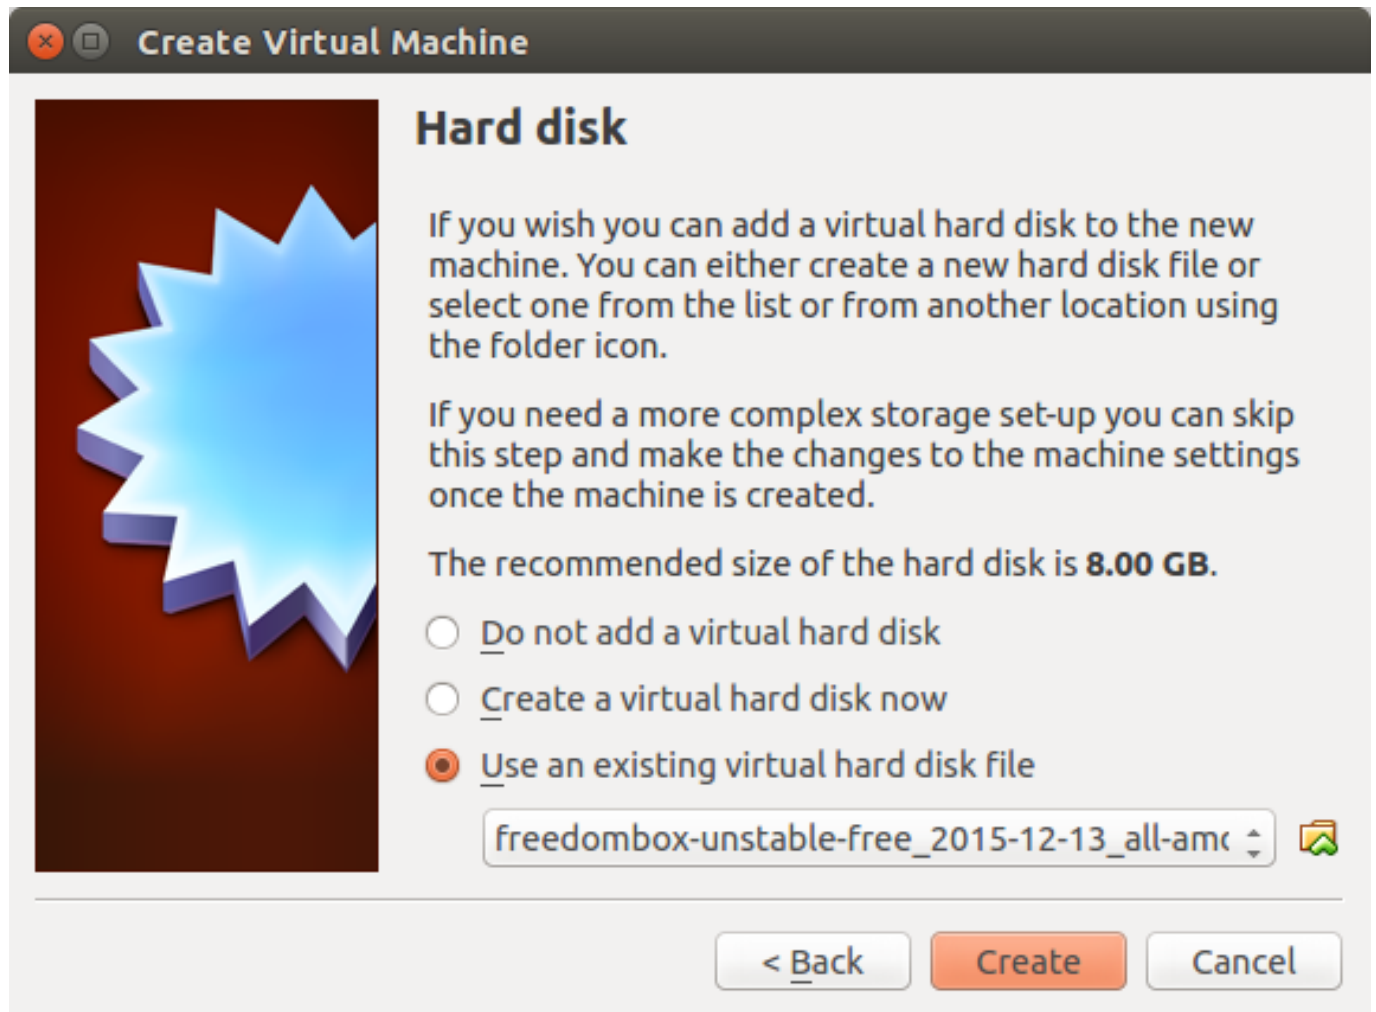 Create Virtual Machine
Hard disk
If you wish you can add a virtual hard disk to the new
machine. You can either create a new hard disk file or
select one from the list or from another location using
the folder icon.
If you need a more complex storage set-up you can skip
this step and make the changes to the machine settings
once the machine is created.
The recommended size of the hard disk is 8.00 GB.
Do not add a virtual hard disk
Create a virtual hard disk now
Use an existing virtual hard disk file
freedombox-unstable-free_2015-12-13_all-amd
< Back
Create
Cancel